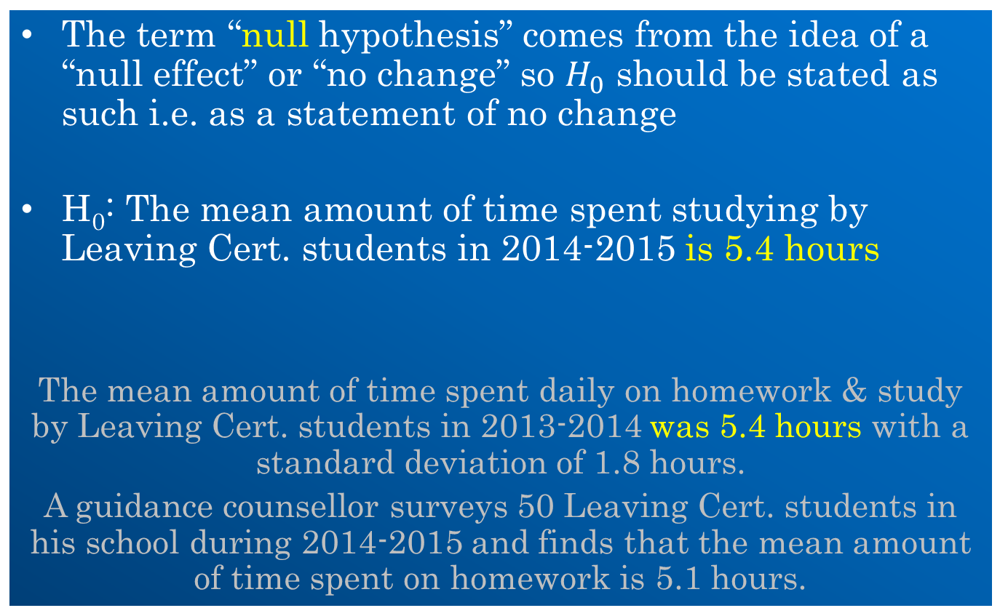 • The term “null hypothesis” comes from the idea of a
“null effect” or “no change” so H₀ should be stated as
such i.e. as a statement of no change
• H₀: The mean amount of time spent studying by
Leaving Cert. students in 2014-2015 is 5.4 hours
The mean amount of time spent daily on homework & study
by Leaving Cert. students in 2013-2014 was 5.4 hours with a
standard deviation of 1.8 hours.
A guidance counsellor surveys 50 Leaving Cert. students in
his school during 2014-2015 and finds that the mean amount
of time spent on homework is 5.1 hours.